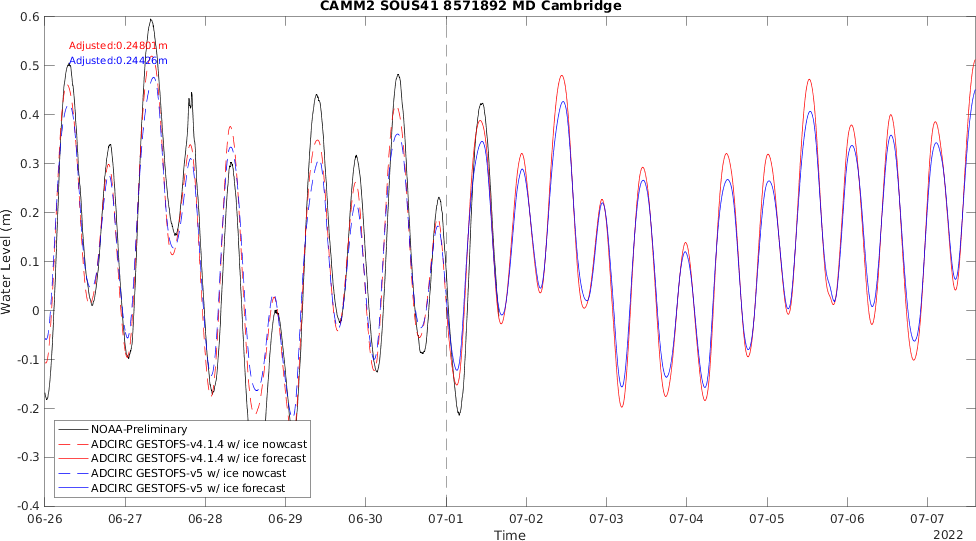 CAMM2 SOUS41 8571892 MD Cambridge
0.6
Adjusted:0.24801m
Adjusted:0.24426m
0.5
0.4
0.3
0.2
0.1
0
-0.1
-0.2
-0.3
-0.4
Water Level (m)
NOAA-Preliminary
ADCIRC GESTOFS-v4.1.4 w/ ice nowcast
ADCIRC GESTOFS-v4.1.4 w/ ice forecast
ADCIRC GESTOFS-v5 w/ ice nowcast
ADCIRC GESTOFS-v5 w/ ice forecast
06-26 06-27 06-28 06-29 06-30 07-01 07-02 07-03 07-04 07-05 07-06 07-07
Time
2022